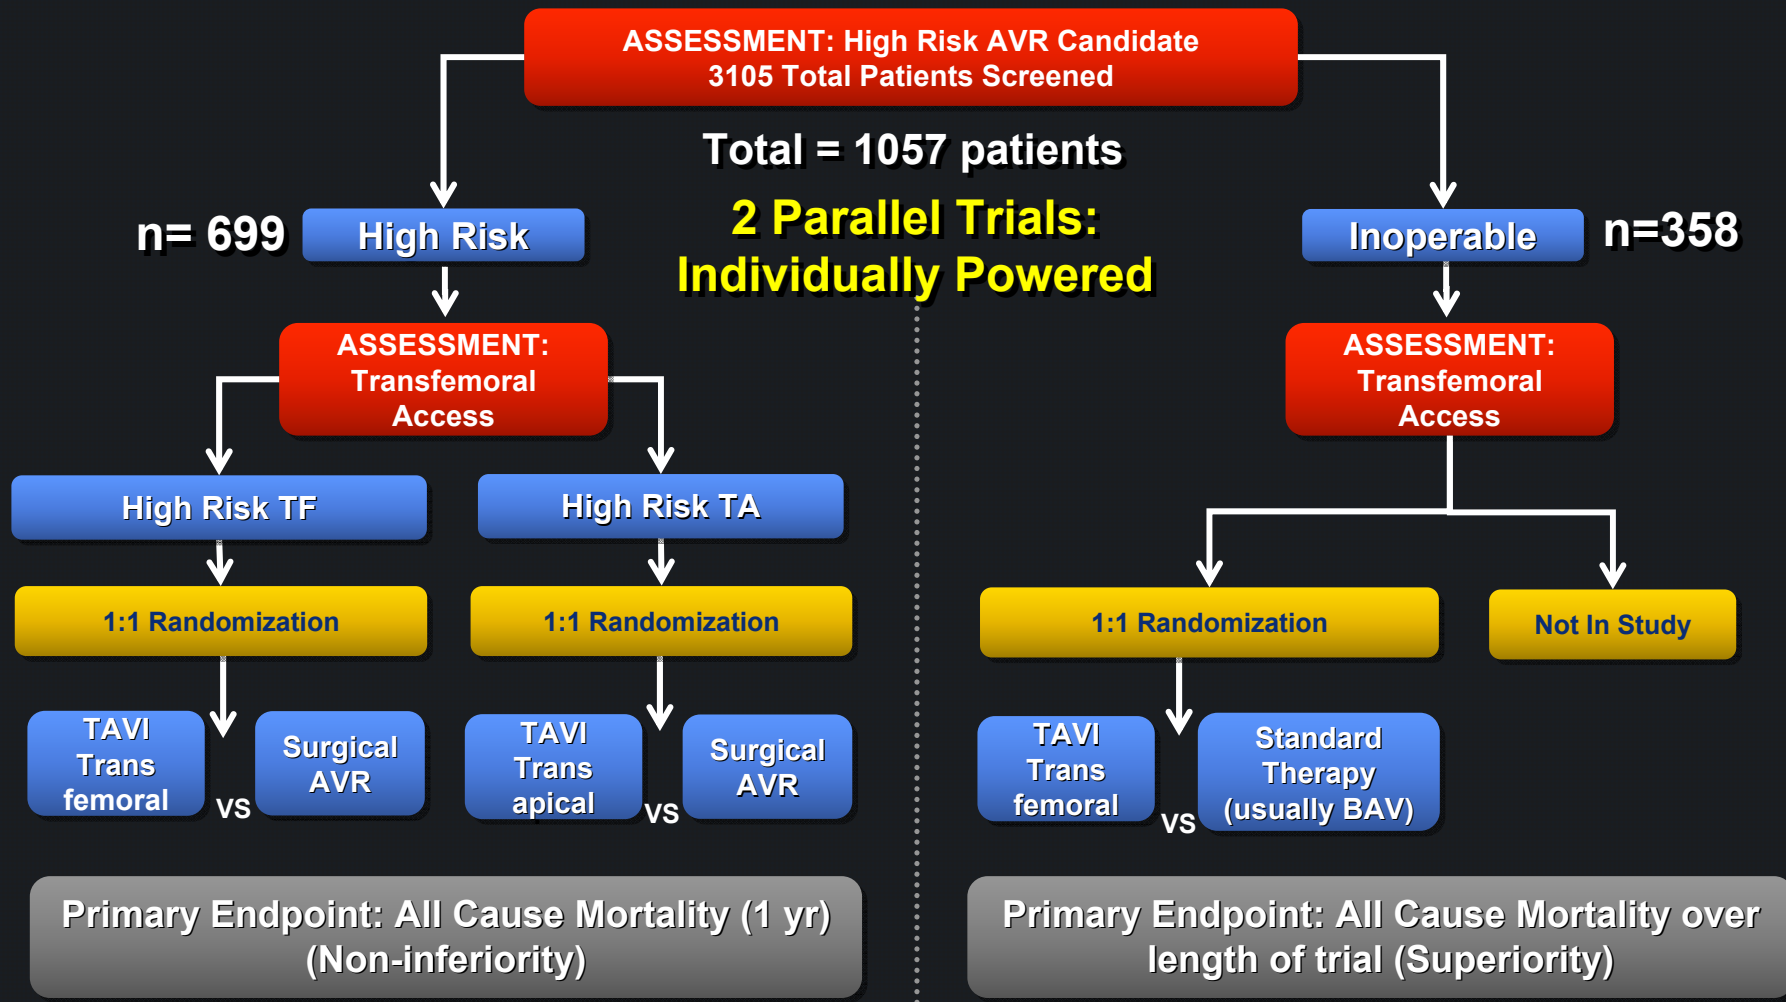 ASSESSMENT: High Risk AVR Candidate
3105 Total Patients Screened
Total = 1057 patients
2 Parallel Trials:
Individually Powered
n= 699
High Risk
Inoperable
n=358
ASSESSMENT:
Transfemoral
Access
ASSESSMENT:
Transfemoral
Access
High Risk TF
High Risk TA
1:1 Randomization
1:1 Randomization
1:1 Randomization
Not In Study
TAVI
Trans
femoral
VS
Surgical
AVR
TAVI
Trans
apical
VS
Surgical
AVR
TAVI
Trans
femoral
VS
Standard
Therapy
(usually BAV)
Primary Endpoint: All Cause Mortality (1 yr)
(Non-inferiority)
Primary Endpoint: All Cause Mortality over
length of trial (Superiority)